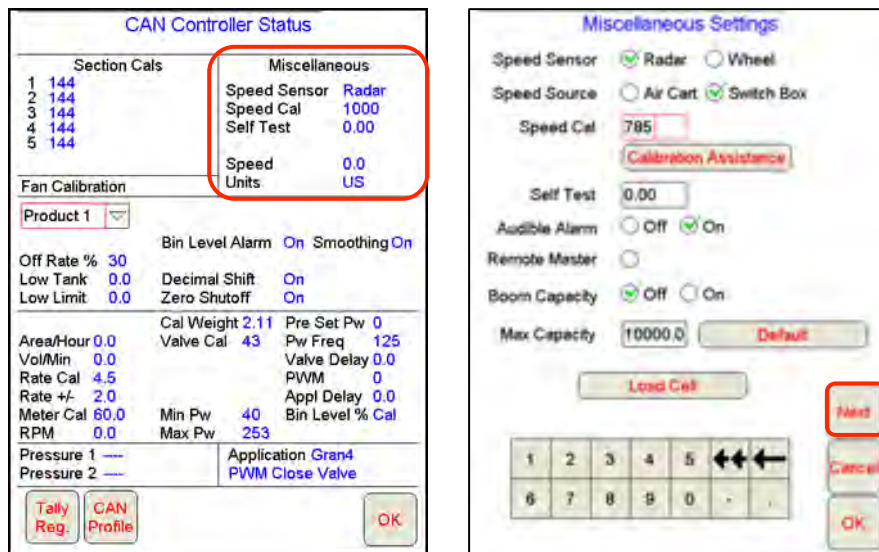 CAN Controller Status
Section Cals
1 144
2 144
3 144
4 144
5 144
Miscellaneous
Speed Sensor Radar
Speed Cal 1000
Self Test 0.00
Speed 0.0
Units US
Fan Calibration
Product 1
Bin Level Alarm On Smoothing On
Off Rate % 30
Low Tank 0.0 Decimal Shift On
Low Limit 0.0 Zero Shutoff On
Cal Weight 2.11 Pre Set Pw 0
Area/Hour 0.0 Valve Cal 43 Pw Freq 125
Vol/Min 0.0 Valve Delay 0.0
Rate Cal 4.5 PWM 0
Rate +/- 2.0 Appl Delay 0.0
Meter Cal 60.0 Min Pw 40 Bin Level % Cal
RPM 0.0 Max Pw 253
Pressure 1 ----
Pressure 2 ----
Application Gran4
PWM Close Valve
Tally Reg.
CAN Profile
OK
Miscellaneous Settings
Speed Sensor Radar Wheel
Speed Source Air Cart Switch Box
Speed Cal 785
Calibration Assistance
Self Test 0.00
Audible Alarm Off On
Remote Master
Boom Capacity Off On
Max Capacity 10000.0 Default
Load Cell
Next
1 2 3 4 5
Cancel
6 7 8 9 0 - .
OK